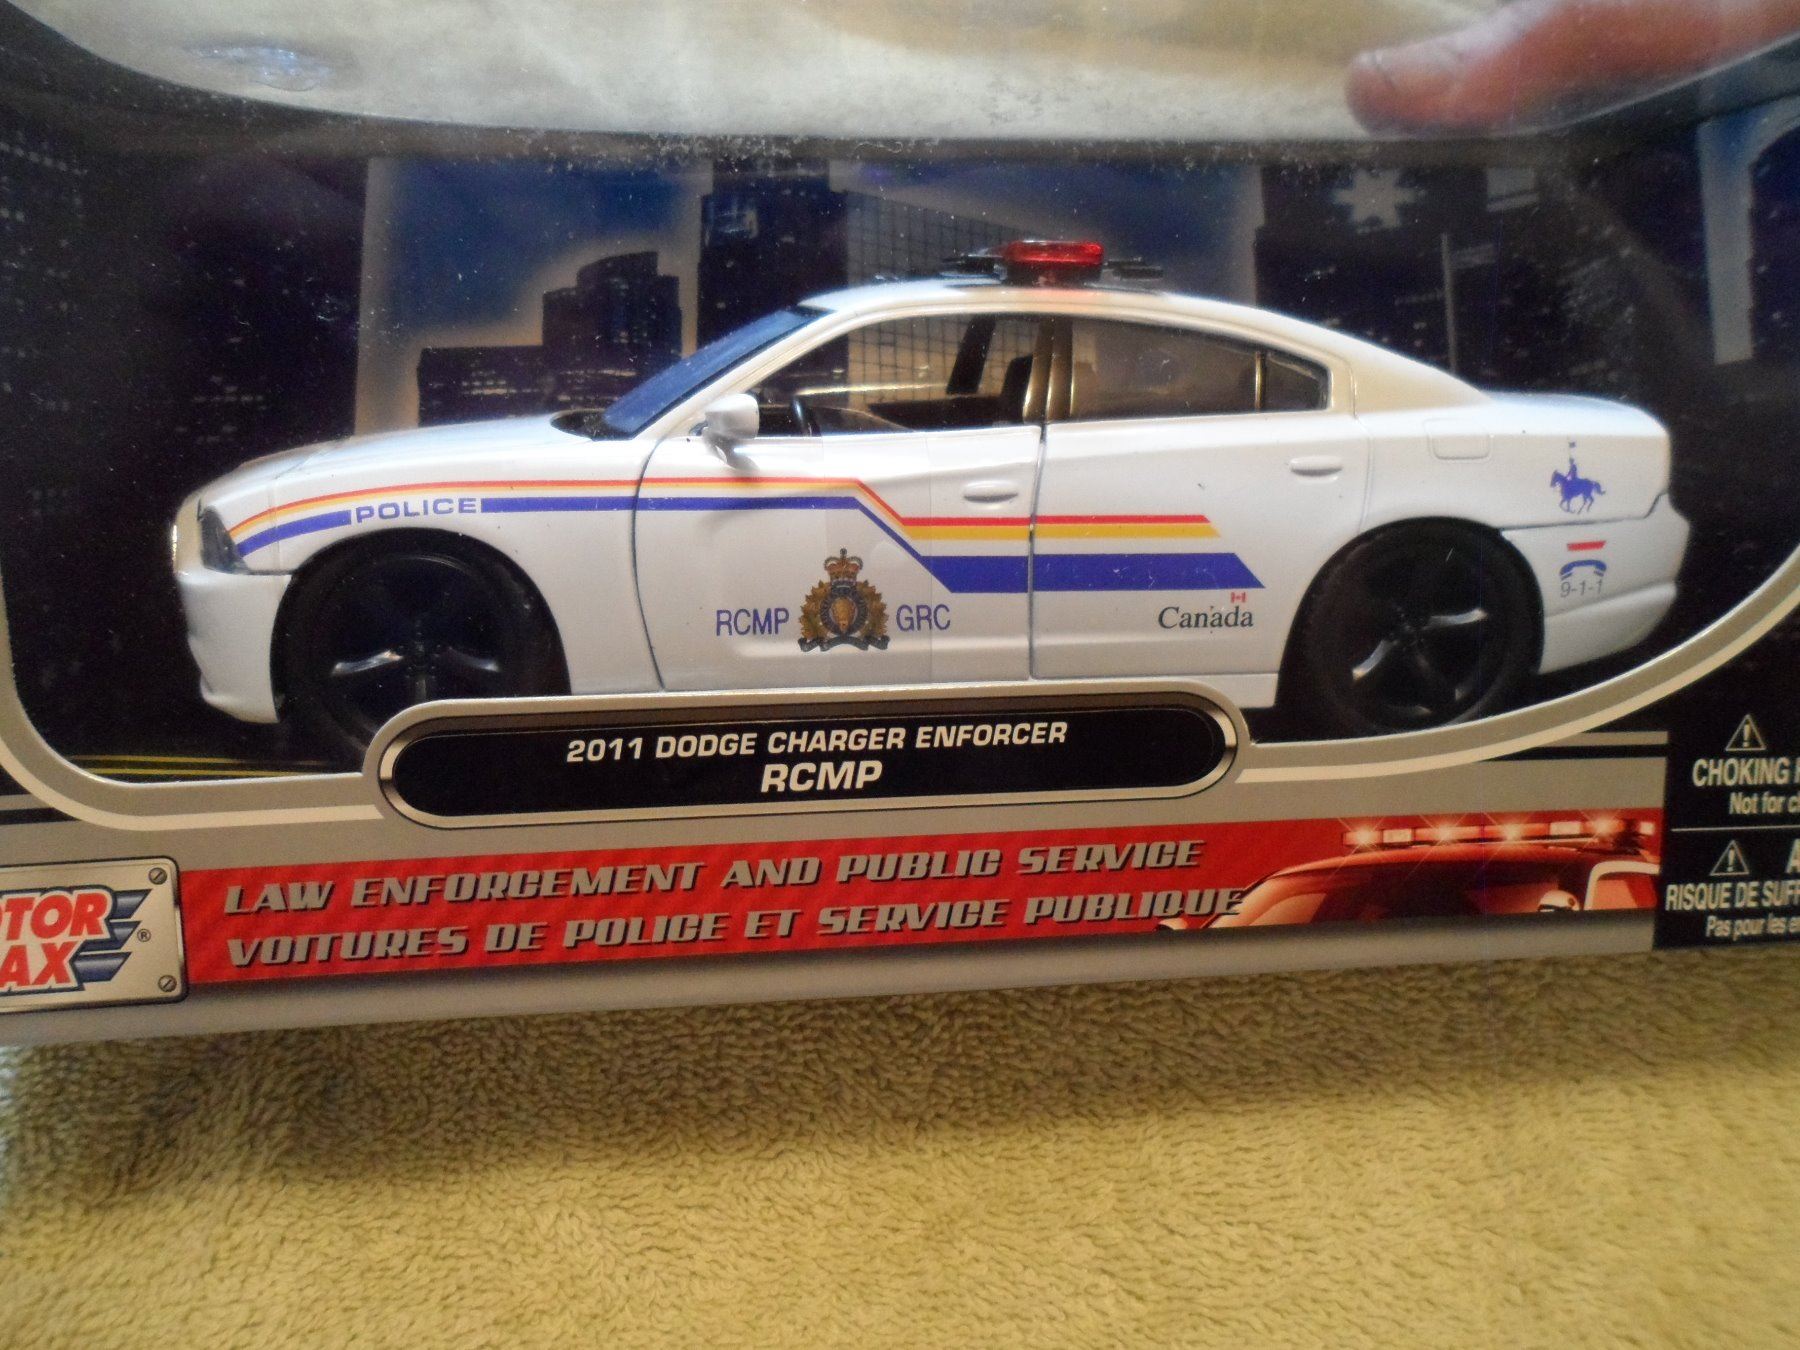 POLICE
RCMP GRC
Canada
9-1-1
2011 DODGE CHARGER ENFORCER
RCMP
LAW ENFORCEMENT AND PUBLIC SERVICE
VOITURES DE POLICE ET SERVICE PUBLIQUE
®
CHOKING
Not for
RISQUE DE
Pas pour les